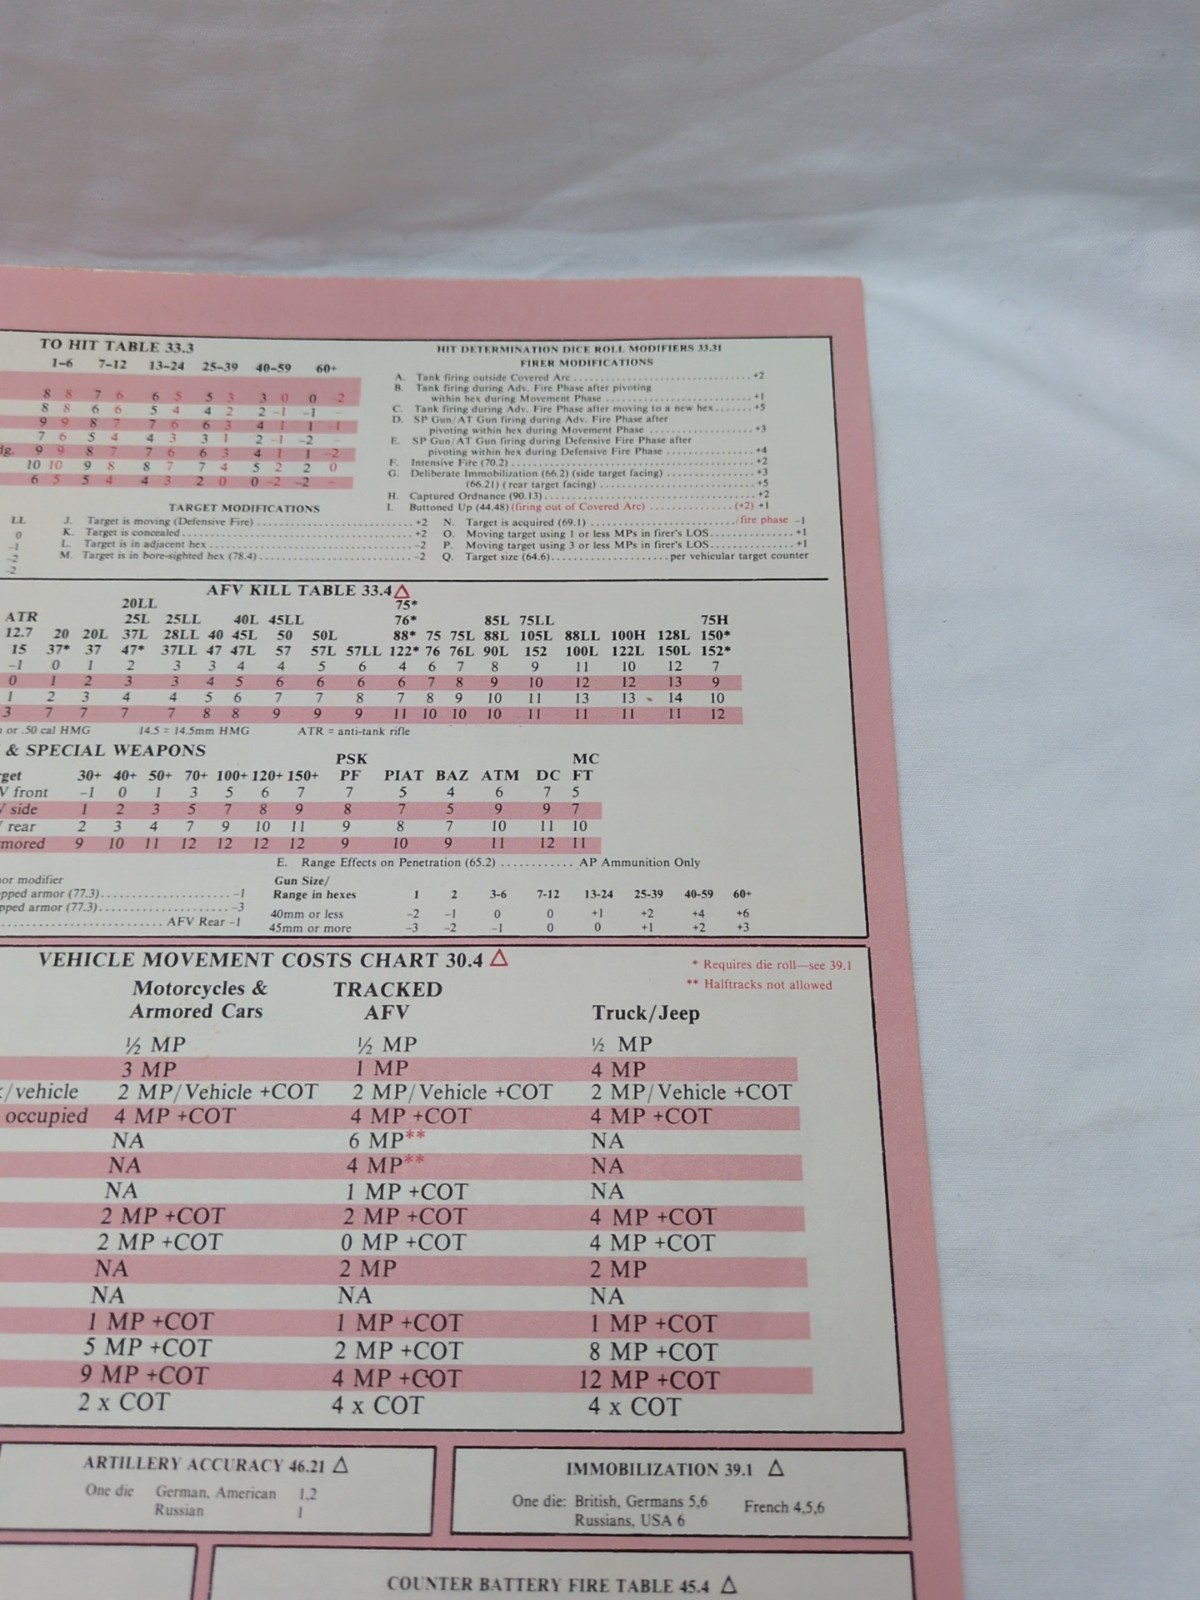 TO HIT TABLE 33.3
1–6 7–12 13–24 25–39 40–59 60+
8 8 7 6 6 5 5 3 3 0 0 –2
8 8 6 6 5 4 4 2 2 –1 –1 –
9 9 8 7 7 6 6 3 4 1 1 –1
7 6 5 4 4 3 3 1 2 –1 –2 –
dg. 9 9 8 7 7 6 6 3 4 1 1 –2
10 10 9 8 8 7 7 4 5 2 2 0
6 5 5 4 4 3 2 0 0 –2 –2 –
HIT DETERMINATION DICE ROLL MODIFIERS 33.31
FIRER MODIFICATIONS
A. Tank firing outside Covered Arc +2
B. Tank firing during Adv. Fire Phase after pivoting
within hex during Movement Phase +1
C. Tank firing during Adv. Fire Phase after moving to a new hex +5
D. SP Gun/AT Gun firing during Adv. Fire Phase after
pivoting within hex during Movement Phase +3
E. SP Gun/AT Gun firing during Defensive Fire Phase after
pivoting within hex during Defensive Fire Phase +4
F. Intensive Fire (70.2) +2
G. Deliberate Immobilization (66.2) (side target facing) +3
(66.21) (rear target facing) +5
H. Captured Ordnance (90.13) +2
I. Buttoned Up (44.48) (firing out of Covered Arc) (+2) +1
TARGET MODIFICATIONS
LL
0
–1
–2
–2
J. Target is moving (Defensive Fire) +2
K. Target is concealed +2
L. Target is in adjacent hex –2
M. Target is in bore-sighted hex (78.4) –2
N. Target is acquired (69.1) /fire phase –1
O. Moving target using 1 or less MPs in firer's LOS +1
P. Moving target using 3 or less MPs in firer's LOS +1
Q. Target size (64.6) per vehicular target counter
AFV KILL TABLE 33.4 △
20LL 75*
ATR 25L 25LL 40L 45LL 76* 85L 75LL 75H
12.7 20 20L 37L 28LL 40 45L 50 50L 88* 75 75L 88L 105L 88LL 100H 128L 150*
15 37* 37 47* 37LL 47 47L 57 57L 57LL 122* 76 76L 90L 152 100L 122L 150L 152*
–1 0 1 2 3 3 4 4 5 6 4 6 7 8 9 11 10 12 7
0 1 2 3 3 4 5 6 6 6 6 7 8 9 10 12 12 13 9
1 2 3 4 4 5 6 7 7 8 7 8 9 10 11 13 13 14 10
3 7 7 7 7 8 8 9 9 9 11 10 10 10 11 11 11 11 12
or .50 cal HMG 14.5 = 14.5mm HMG ATR = anti-tank rifle
& SPECIAL WEAPONS
PSK MC
rget 30+ 40+ 50+ 70+ 100+ 120+ 150+ PF PIAT BAZ ATM DC FT
V front –1 0 1 3 5 6 7 7 5 4 6 7 5
V side 1 2 3 5 7 8 9 8 7 5 9 9 7
V rear 2 3 4 7 9 10 11 9 8 7 10 11 10
mored 9 10 11 12 12 12 12 9 10 9 11 12 11
E. Range Effects on Penetration (65.2) ............ AP Ammunition Only
or modifier
pped armor (77.3) –1
pped armor (77.3) –3
AFV Rear –1
Gun Size/
Range in hexes 1 2 3-6 7-12 13-24 25-39 40-59 60+
40mm or less –2 –1 0 0 +1 +2 +4 +6
45mm or more –3 –2 –1 0 0 +1 +2 +3
VEHICLE MOVEMENT COSTS CHART 30.4 △
* Requires die roll—see 39.1
** Halftracks not allowed
Motorcycles & TRACKED
Armored Cars AFV Truck/Jeep
½ MP ½ MP ½ MP
3 MP 1 MP 4 MP
/vehicle 2 MP/Vehicle +COT 2 MP/Vehicle +COT 2 MP/Vehicle +COT
occupied 4 MP +COT 4 MP +COT 4 MP +COT
NA 6 MP** NA
NA 4 MP** NA
NA 1 MP +COT NA
2 MP +COT 2 MP +COT 4 MP +COT
2 MP +COT 0 MP +COT 4 MP +COT
NA 2 MP 2 MP
NA NA NA
1 MP +COT 1 MP +COT 1 MP +COT
5 MP +COT 2 MP +COT 8 MP +COT
9 MP +COT 4 MP +COT 12 MP +COT
2 x COT 4 x COT 4 x COT
ARTILLERY ACCURACY 46.21 △
One die German, American 1,2
Russian 1
IMMOBILIZATION 39.1 △
One die: British, Germans 5,6 French 4,5,6
Russians, USA 6
COUNTER BATTERY FIRE TABLE 45.4 △